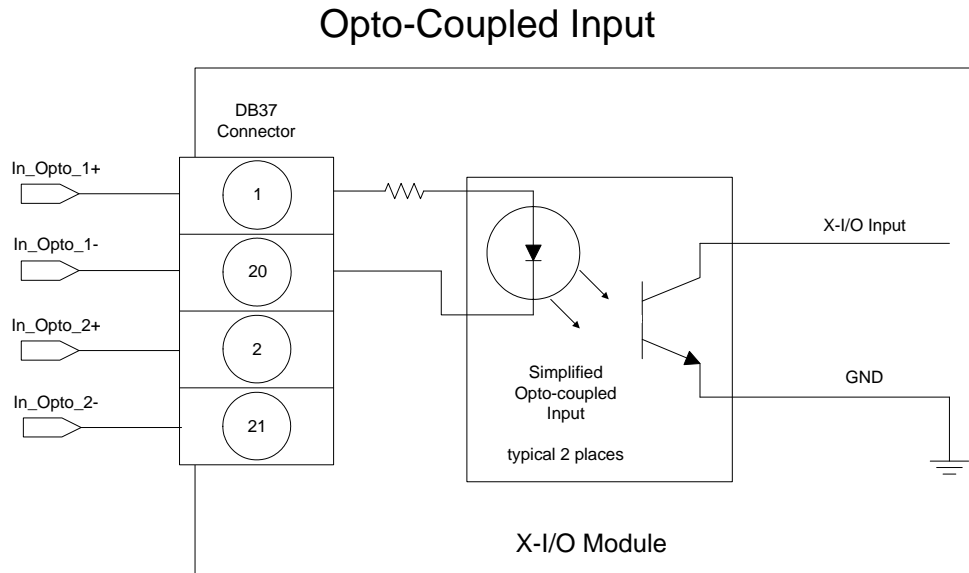 Opto-Coupled Input
DB37
Connector
In_Opto_1+
1
In_Opto_1-
20
In_Opto_2+
2
In_Opto_2-
21
X-I/O Input
Simplified
Opto-coupled
Input
typical 2 places
GND
X-I/O Module